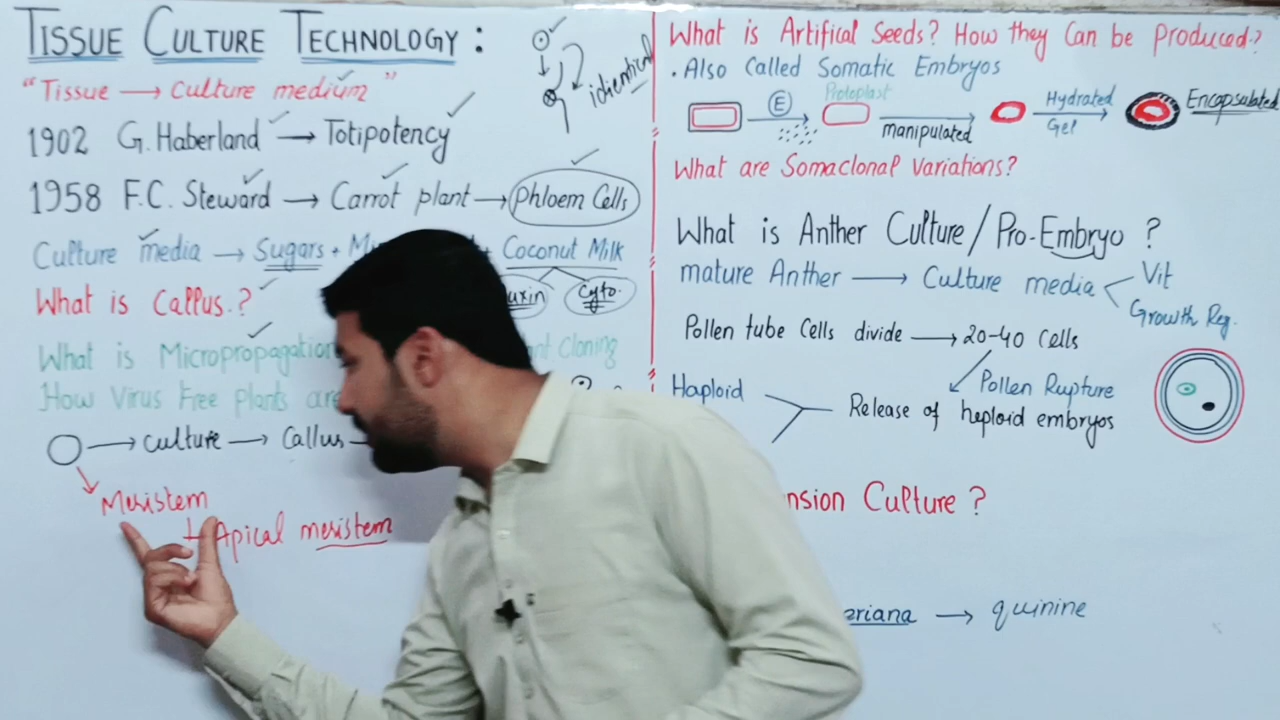 TISSUE CULTURE TECHNOLOGY :
identical
"Tissue → Culture medium"
1902 G. Haberland → Totipotency
1958 F.C. Steward → Carrot plant → Phloem Cells
Culture media → Sugars + + Coconut Milk
Cyto.
What is Callus.?
What is Micropropagation Cloning
How Virus Free plants are
→ culture → Callus
Meristem
Apical meristem
What is Artifical Seeds? How they Can be Produced.?
. Also Called Somatic Embryos
E Protoplast manipulated Hydrated Gel Encapsulated
What are Somaclonal Variations?
What is Anther Culture / Pro-Embryo ?
mature Anther → Culture media Vit
Growth Reg.
Pollen tube Cells divide → 20-40 Cells
Pollen Rupture
Haploid Release of heploid embryos
nsion Culture ?
eriana → quinine